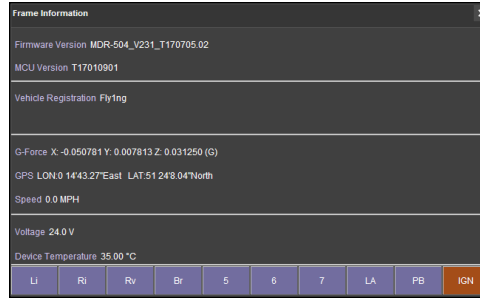 Frame Information
Firmware Version MDR-504_V231_T170705.02
MCU Version T17010901
Vehicle Registration Fly1ng
G-Force X: -0.050781 Y: 0.007813 Z: 0.031250 (G)
GPS LON:0 14'43.27"East LAT:51 24'8.04"North
Speed 0.0 MPH
Voltage 24.0 V
Device Temperature 35.00 °C
Li Ri Rv Br 5 6 7 LA PB IGN